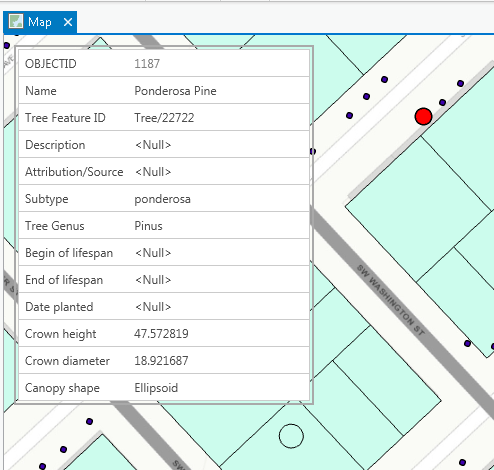 Map
OBJECTID 1187
Name Ponderosa Pine
Tree Feature ID Tree/22722
Description <Null>
Attribution/Source <Null>
Subtype ponderosa
Tree Genus Pinus
Begin of lifespan <Null>
End of lifespan <Null>
Date planted <Null>
Crown height 47.572819
Crown diameter 18.921687
Canopy shape Ellipsoid
SW WASHINGTON ST
SW